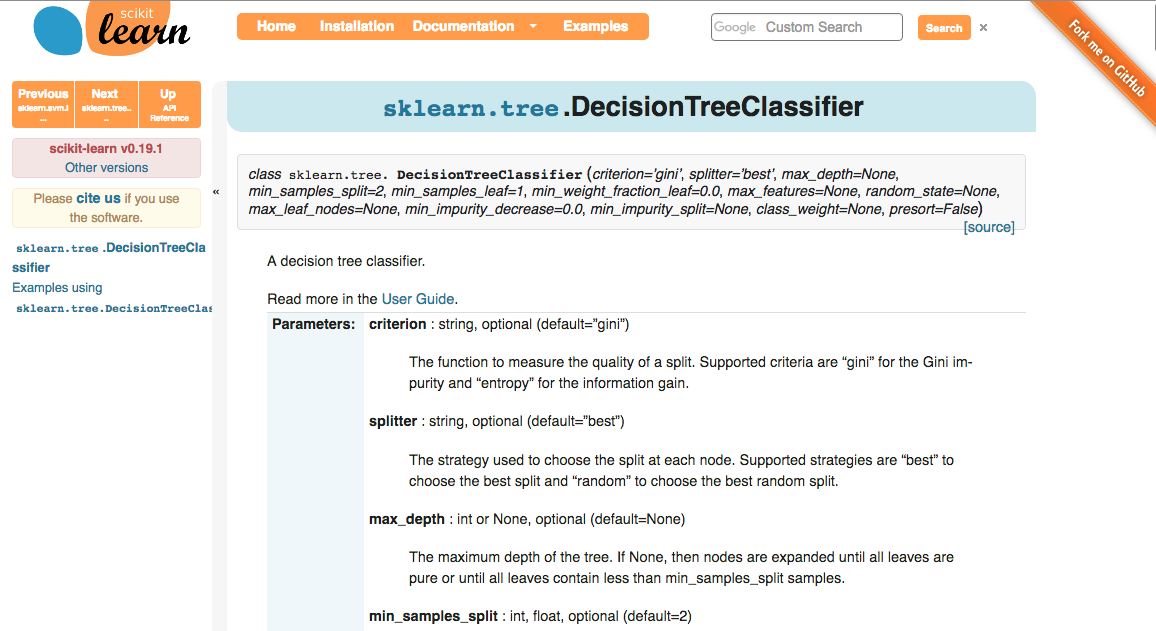 scikit
learn
Home Installation Documentation Examples
Google Custom Search
Search ×
Fork me on GitHub
Previous Next Up
sklearn.svm.l sklearn.tree.. API
... .. Reference
scikit-learn v0.19.1
Other versions
Please cite us if you use
the software.
sklearn.tree .DecisionTreeCla
ssifier
Examples using
sklearn.tree.DecisionTreeClas
«
sklearn.tree.DecisionTreeClassifier
class sklearn.tree. DecisionTreeClassifier (criterion='gini', splitter='best', max_depth=None,
min_samples_split=2, min_samples_leaf=1, min_weight_fraction_leaf=0.0, max_features=None, random_state=None,
max_leaf_nodes=None, min_impurity_decrease=0.0, min_impurity_split=None, class_weight=None, presort=False)
[source]
A decision tree classifier.
Read more in the User Guide.
Parameters: criterion : string, optional (default=”gini”)
The function to measure the quality of a split. Supported criteria are “gini” for the Gini im-
purity and “entropy” for the information gain.
splitter : string, optional (default=”best”)
The strategy used to choose the split at each node. Supported strategies are “best” to
choose the best split and “random” to choose the best random split.
max_depth : int or None, optional (default=None)
The maximum depth of the tree. If None, then nodes are expanded until all leaves are
pure or until all leaves contain less than min_samples_split samples.
min_samples_split : int, float, optional (default=2)